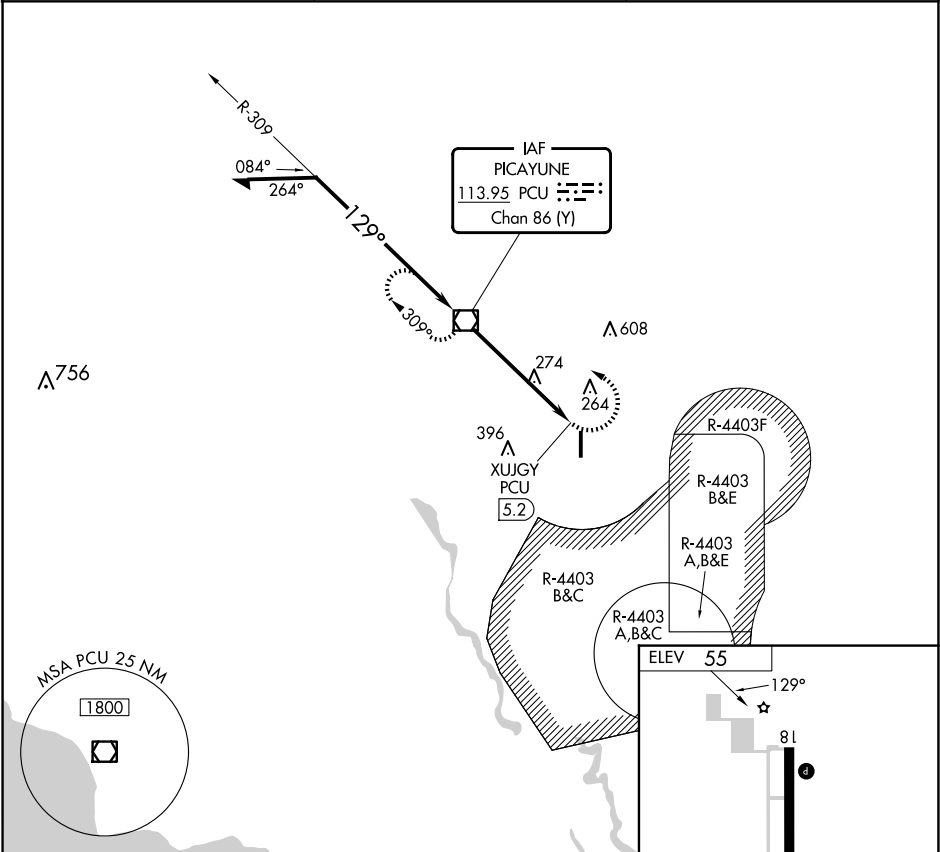 R-309
084°
264°
129°
IAF
PICAYUNE
113.95 PCU
Chan 86 (Y)
309°
608
756
274
264
396
XUJGY
PCU
5.2
R-4403F
R-4403
B&E
R-4403
A,B&E
R-4403
B&C
R-4403
A,B&C
MSA PCU 25 NM
1800
ELEV 55
129°
18
P